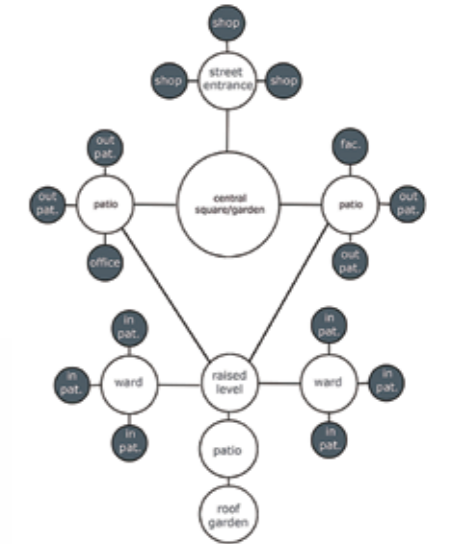 shop
street
entrance
shop
shop
out
pat.
fac.
out
pat.
patio
central
square/garden
patio
out
pat.
office
out
pat.
in
pat.
in
pat.
in
pat.
ward
raised
level
ward
in
pat.
in
pat.
in
pat.
patio
roof
garden